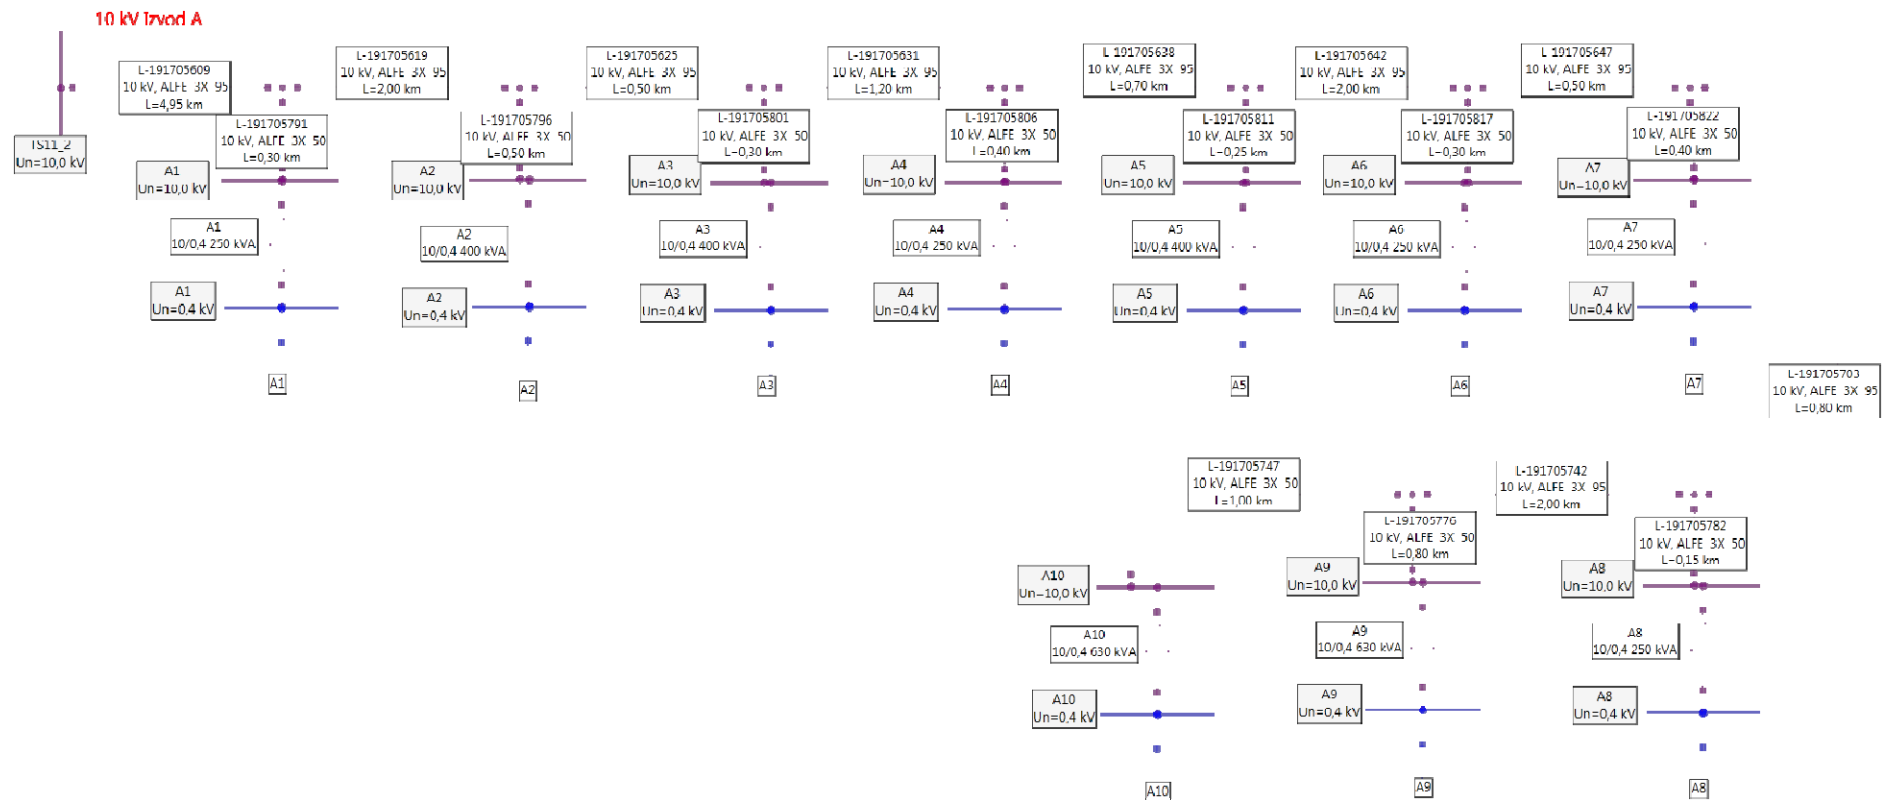 10 kV Izvod A
L-191705609
10 kV, ALFE 3X 95
L=4,95 km
L-191705619
10 kV, ALFE 3X 95
L=2,00 km
L-191705625
10 kV, ALFE 3X 95
L=0,50 km
L-191705631
10 kV, ALFE 3X 95
L=1,20 km
L-191705638
10 kV, ALFE 3X 95
L=0,70 km
L-191705642
10 kV, ALFE 3X 95
L=2,00 km
L-191705647
10 kV, ALFE 3X 95
L=0,50 km
L-191705791
10 kV, ALFE 3X 50
L=0,30 km
L-191705796
10 kV, ALFE 3X 50
L=0,50 km
L-191705801
10 kV, ALFE 3X 50
L=0,30 km
L-191705806
10 kV, ALFE 3X 50
L=0,40 km
L-191705811
10 kV, ALFE 3X 50
L=0,25 km
L-191705817
10 kV, ALFE 3X 50
L=0,30 km
L-191705822
10 kV, ALFE 3X 50
L=0,40 km
TS11_2
Un=10,0 kV
A1
Un=10,0 kV
A2
Un=10,0 kV
A3
Un=10,0 kV
A4
Un=10,0 kV
A5
Un=10,0 kV
A6
Un=10,0 kV
A7
Un=10,0 kV
A1
10/0,4 250 kVA
A2
10/0,4 400 kVA
A3
10/0,4 400 kVA
A4
10/0,4 250 kVA
A5
10/0,4 400 kVA
A6
10/0,4 250 kVA
A7
10/0,4 250 kVA
A1
Un=0,4 kV
A2
Un=0,4 kV
A3
Un=0,4 kV
A4
Un=0,4 kV
A5
Un=0,4 kV
A6
Un=0,4 kV
A7
Un=0,4 kV
A1
A2
A3
A4
A5
A6
A7
L-191705703
10 kV, ALFE 3X 95
L=0,80 km
L-191705747
10 kV, ALFE 3X 50
L=1,00 km
L-191705742
10 kV, ALFE 3X 95
L=2,00 km
L-191705776
10 kV, ALFE 3X 50
L=0,80 km
L-191705782
10 kV, ALFE 3X 50
L=0,15 km
A10
Un=10,0 kV
A9
Un=10,0 kV
A8
Un=10,0 kV
A10
10/0,4 630 kVA
A9
10/0,4 630 kVA
A8
10/0,4 250 kVA
A10
Un=0,4 kV
A9
Un=0,4 kV
A8
Un=0,4 kV
A10
A9
A8